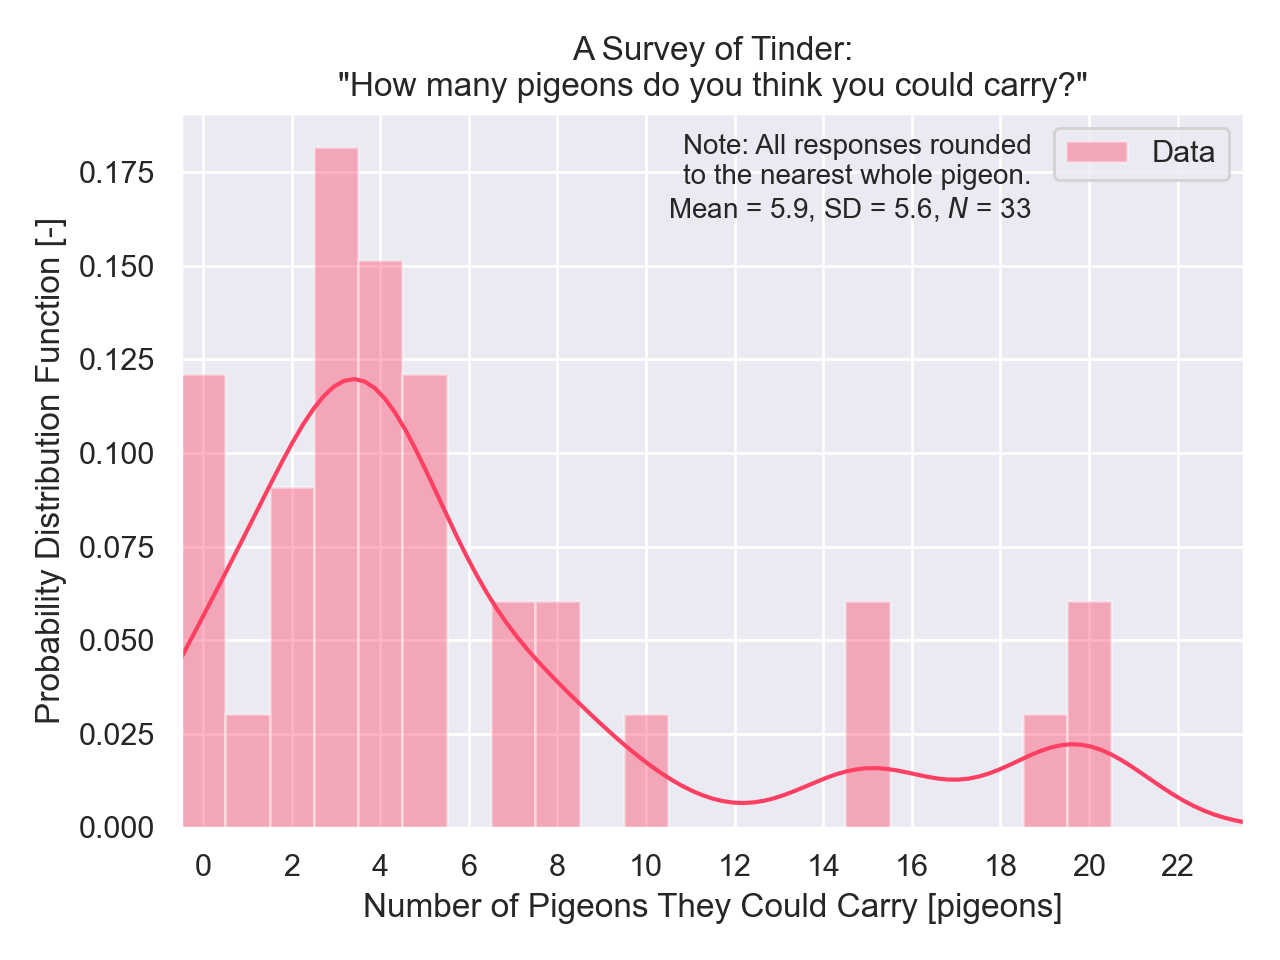 A Survey of Tinder:
"How many pigeons do you think you could carry?"
Note: All responses rounded
to the nearest whole pigeon.
Mean = 5.9, SD = 5.6, N = 33
Data
Probability Distribution Function [-]
0.175
0.150
0.125
0.100
0.075
0.050
0.025
0.000
0 2 4 6 8 10 12 14 16 18 20 22
Number of Pigeons They Could Carry [pigeons]